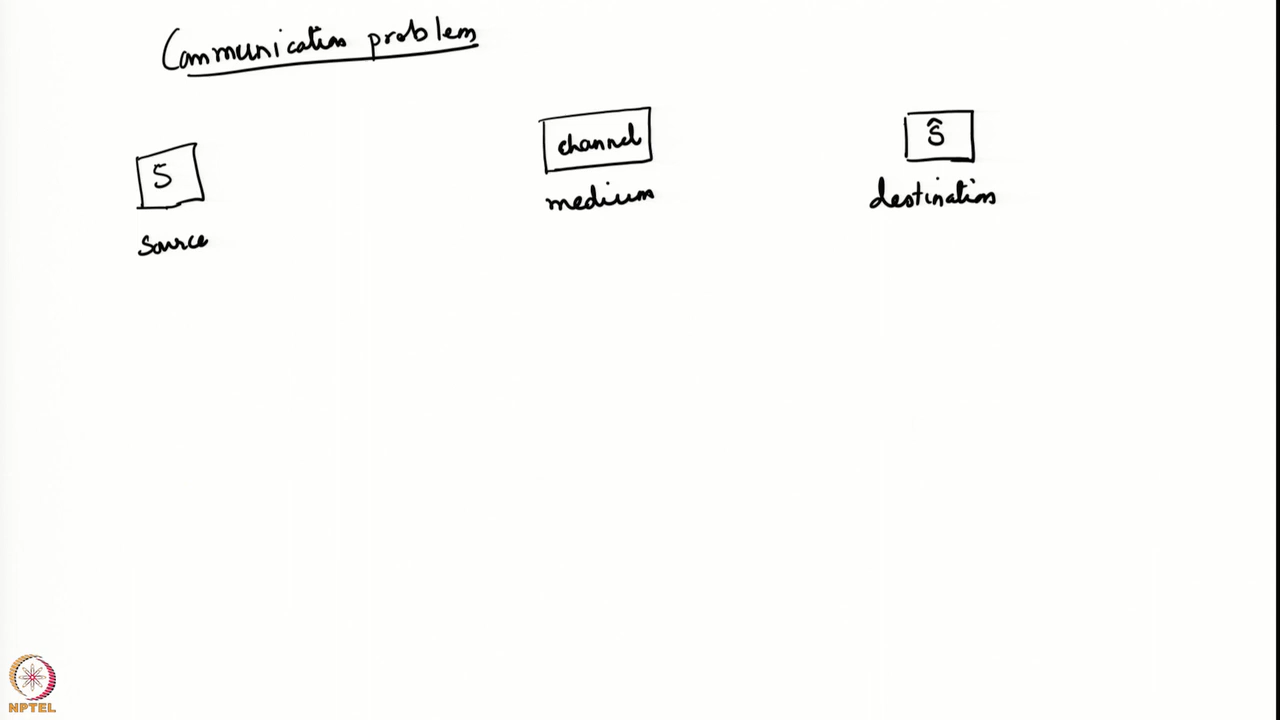 Communication problem
S
channel
Ŝ
source
medium
destination
NPTEL